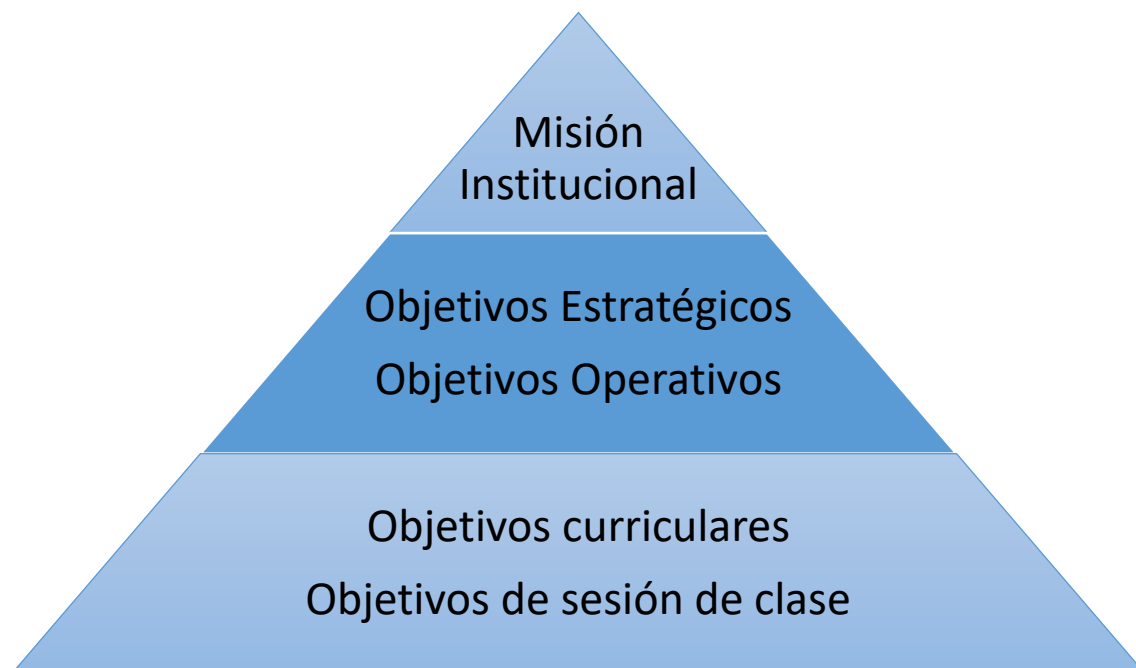 Misión
Institucional
Objetivos Estratégicos
Objetivos Operativos
Objetivos curriculares
Objetivos de sesión de clase